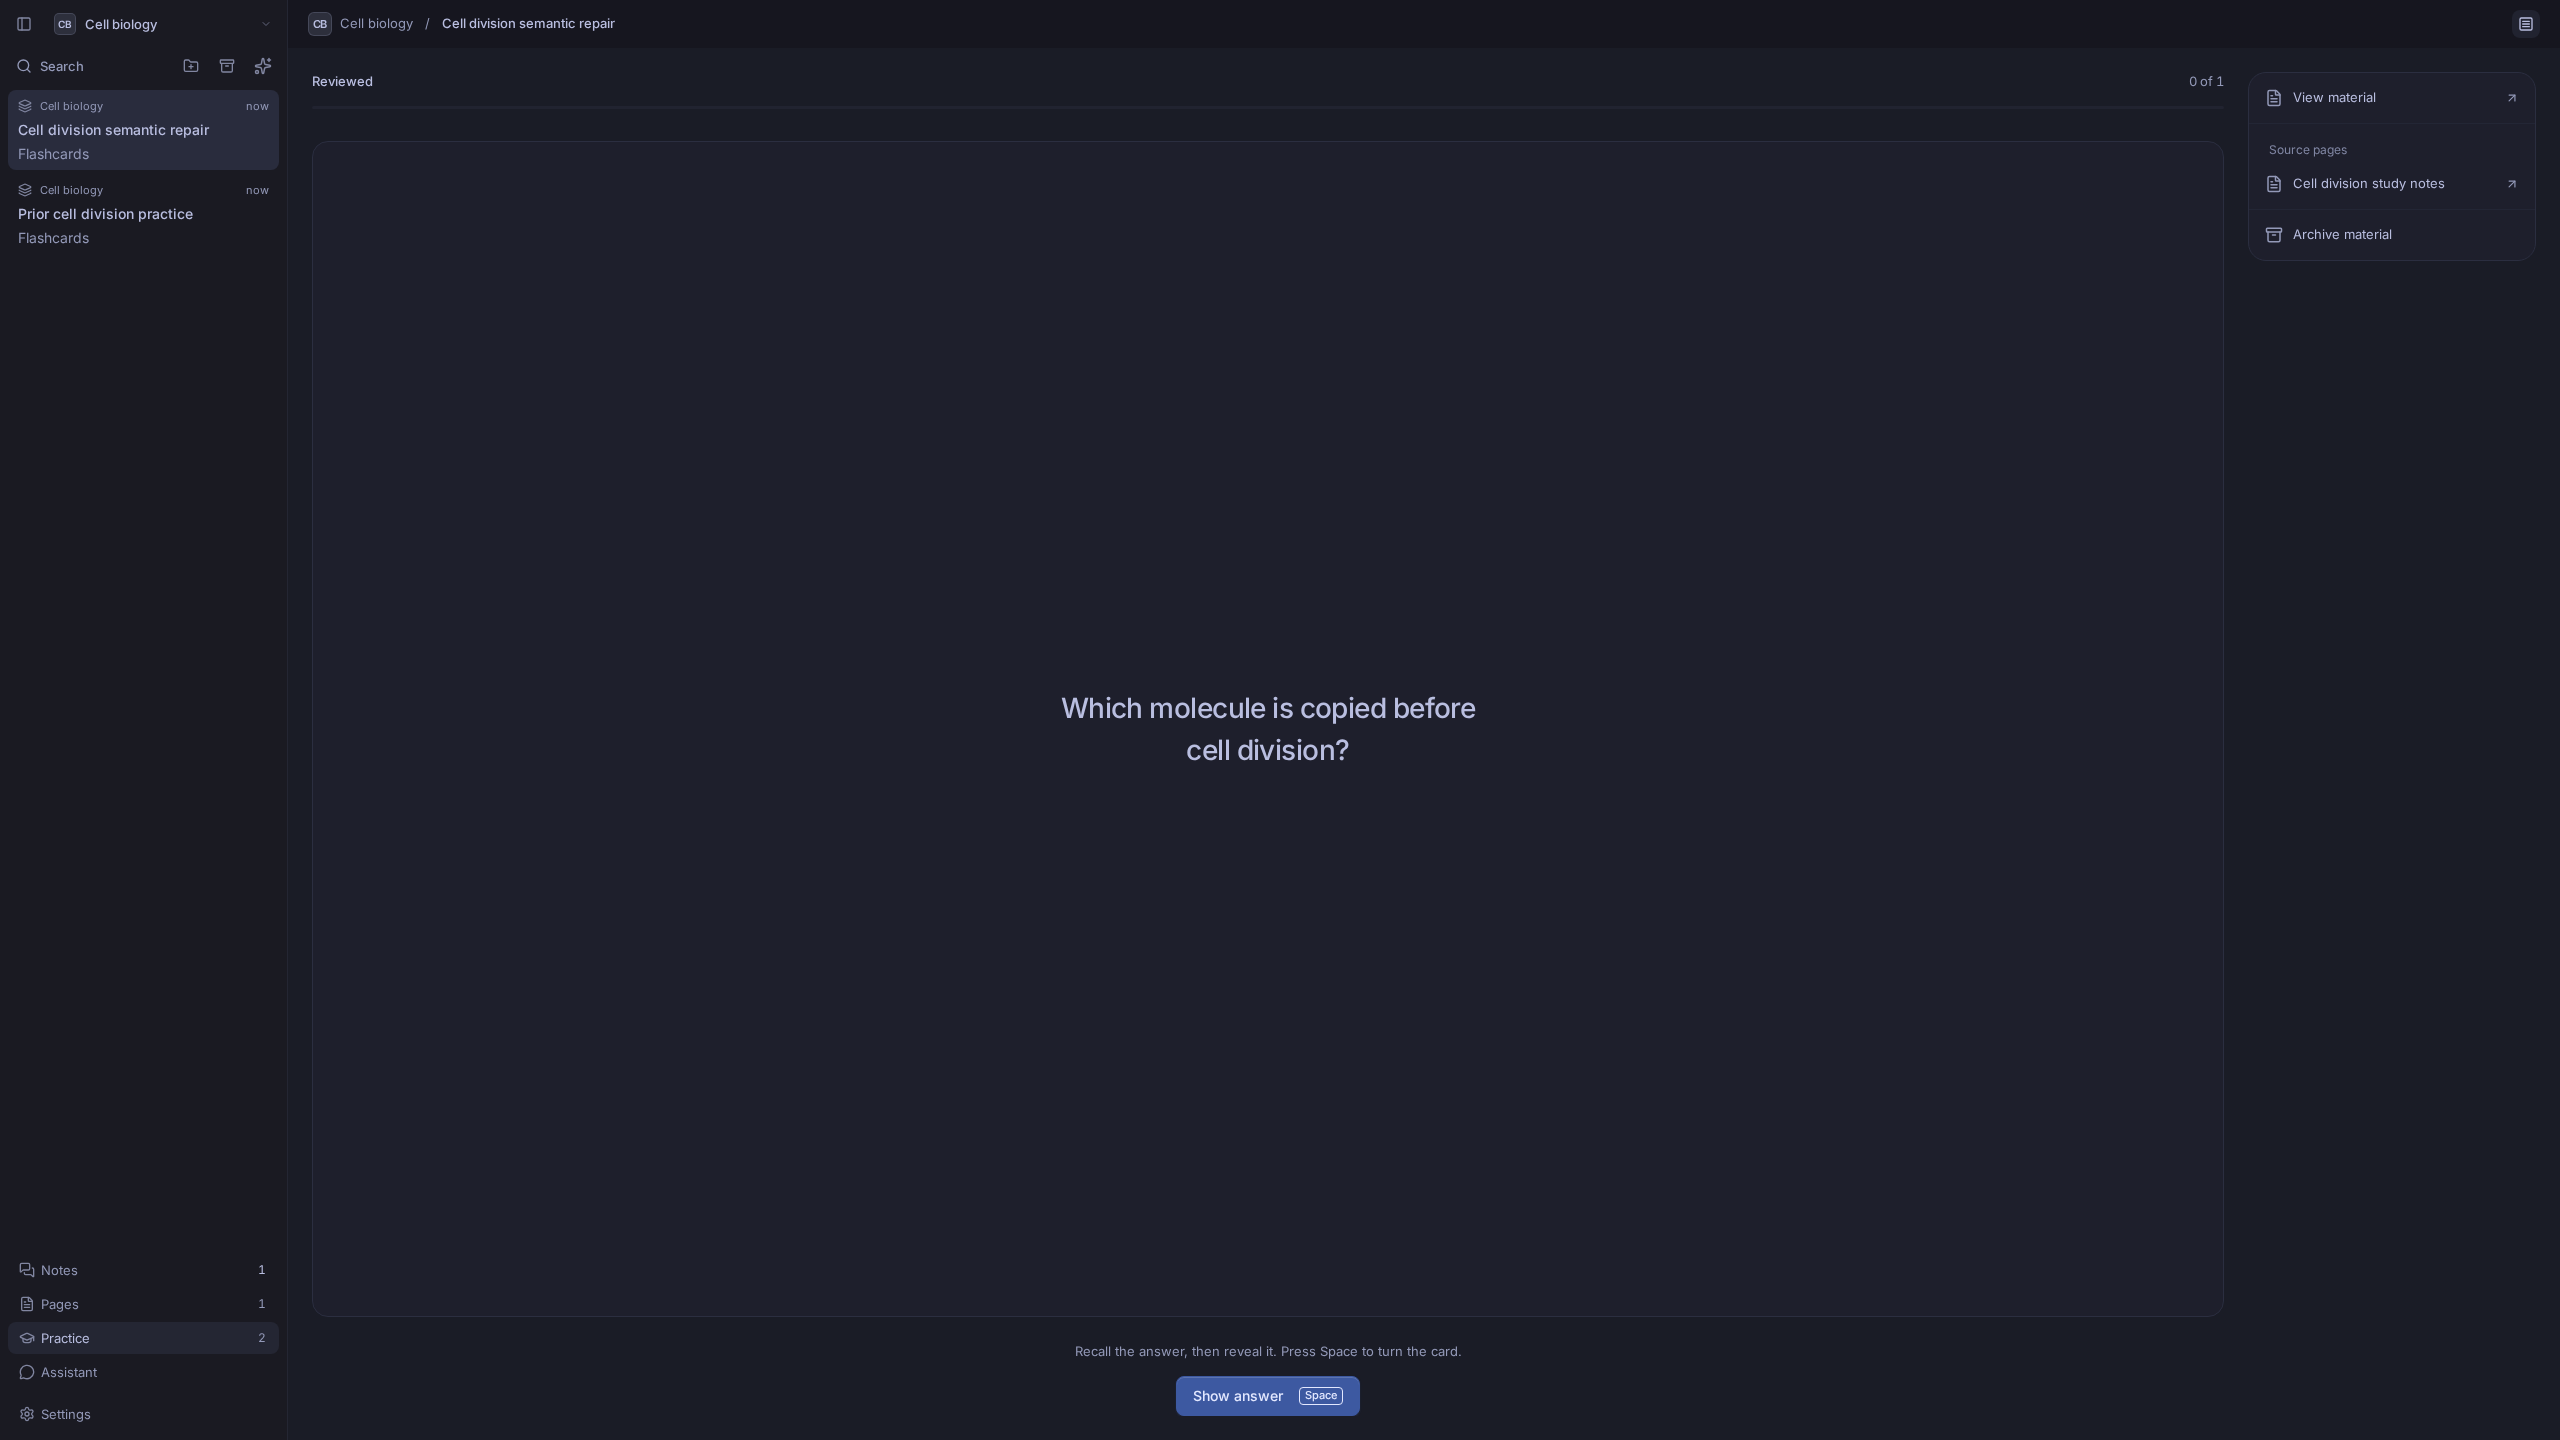 CB Cell biology
Search
Cell biology now
Cell division semantic repair
Flashcards
Cell biology now
Prior cell division practice
Flashcards
Notes 1
Pages 1
Practice 2
Assistant
Settings
CB Cell biology / Cell division semantic repair
Reviewed 0 of 1
Which molecule is copied before
cell division?
Recall the answer, then reveal it. Press Space to turn the card.
Show answer Space
View material
Source pages
Cell division study notes
Archive material